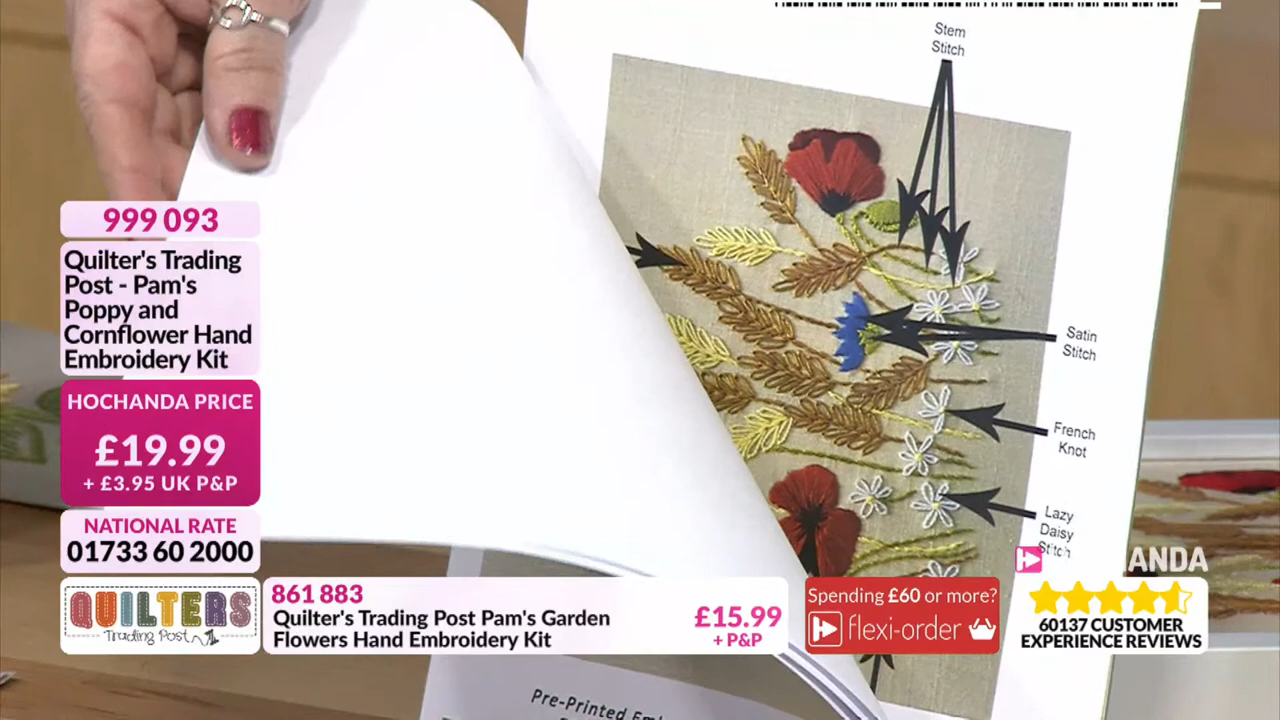 Stem
Stitch
Satin
Stitch
French
Knot
Lazy
Daisy
Stitch
999 093
Quilter's Trading
Post - Pam's
Poppy and
Cornflower Hand
Embroidery Kit
HOCHANDA PRICE
£19.99
+ £3.95 UK P&P
NATIONAL RATE
01733 60 2000
QUILTERS
Trading Post
861 883
Quilter's Trading Post Pam's Garden
Flowers Hand Embroidery Kit
£15.99
+ P&P
Spending £60 or more?
flexi-order
60137 CUSTOMER
EXPERIENCE REVIEWS
Pre-Printed